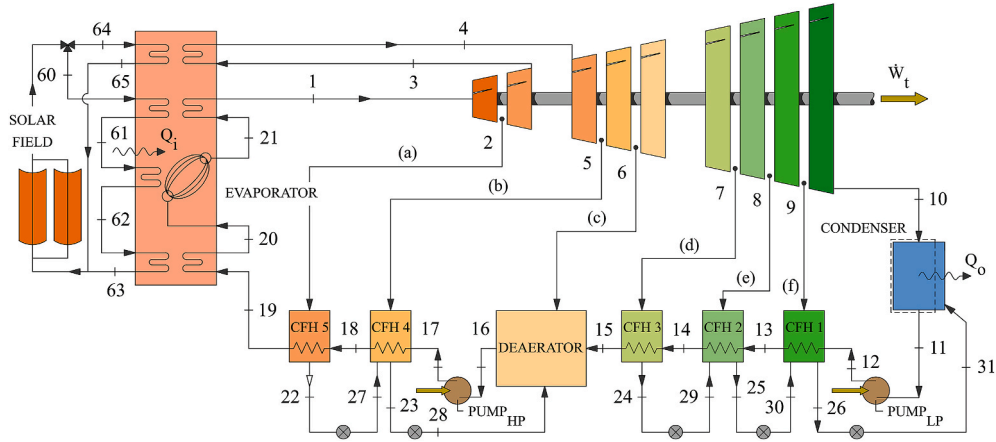 64
4
60
65
3
1
Ẇt
SOLAR
FIELD
61
Qi
21
2
5
6
7
8
9
(a)
(b)
(c)
(d)
(e)
(f)
62
EVAPORATOR
20
63
10
CONDENSER
Qo
19
CFH 5
18
CFH 4
17
16
DEAERATOR
15
CFH 3
14
CFH 2
13
CFH 1
12
11
31
22
27
23
28
PUMPHP
24
29
25
30
26
PUMPLP